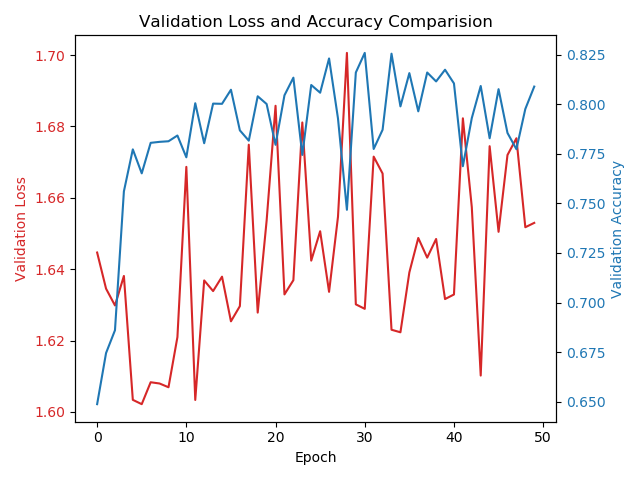 Validation Loss and Accuracy Comparision
1.70
1.68
1.66
1.64
1.62
1.60
Validation Loss
0.825
0.800
0.775
0.750
0.725
0.700
0.675
0.650
Validation Accuracy
0 10 20 30 40 50
Epoch